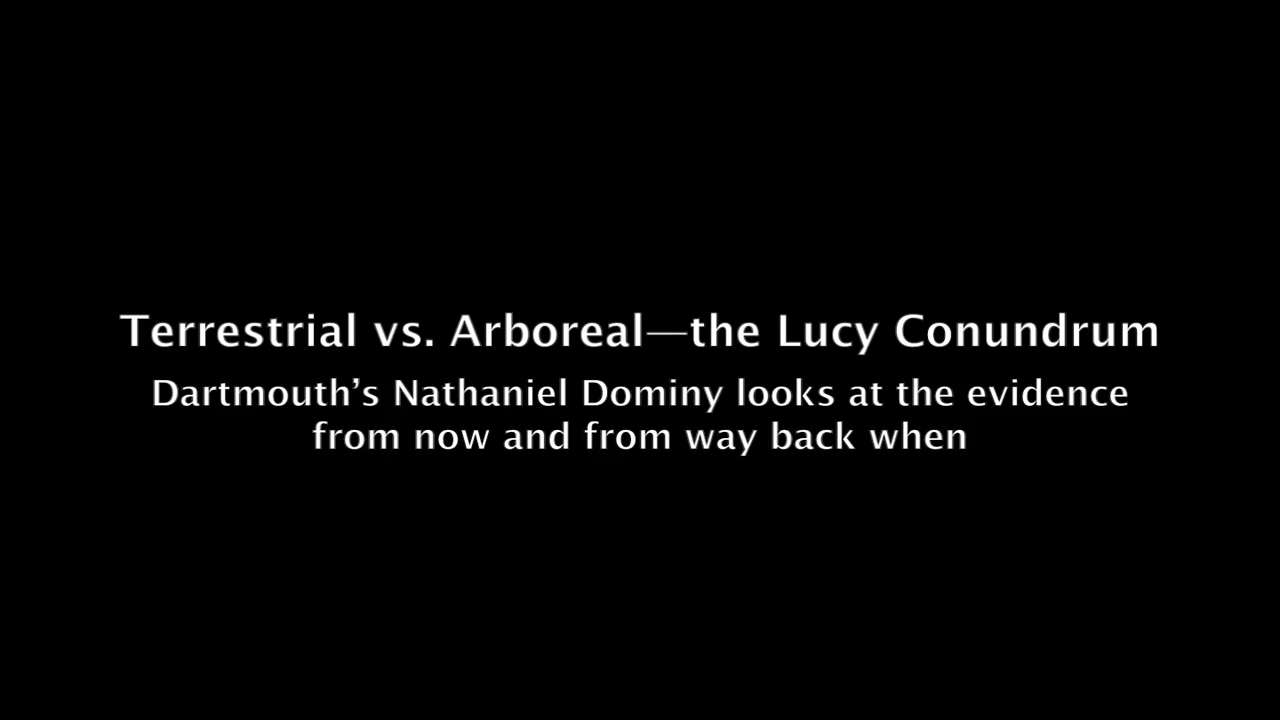 Terrestrial vs. Arboreal—the Lucy Conundrum
Dartmouth’s Nathaniel Dominy looks at the evidence
from now and from way back when